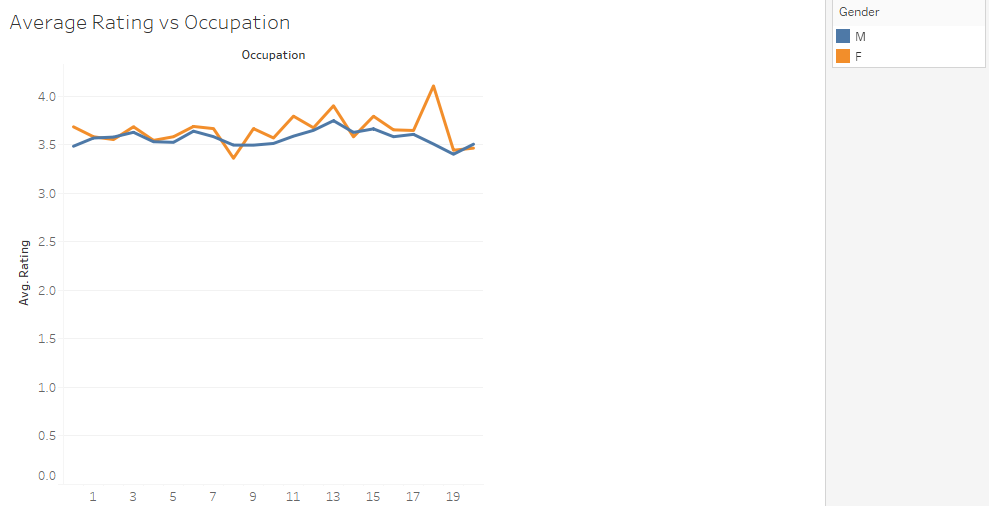 Average Rating vs Occupation
Gender
M
F
Occupation
4.0
3.5
3.0
2.5
2.0
1.5
1.0
0.5
0.0
Avg. Rating
1 3 5 7 9 11 13 15 17 19